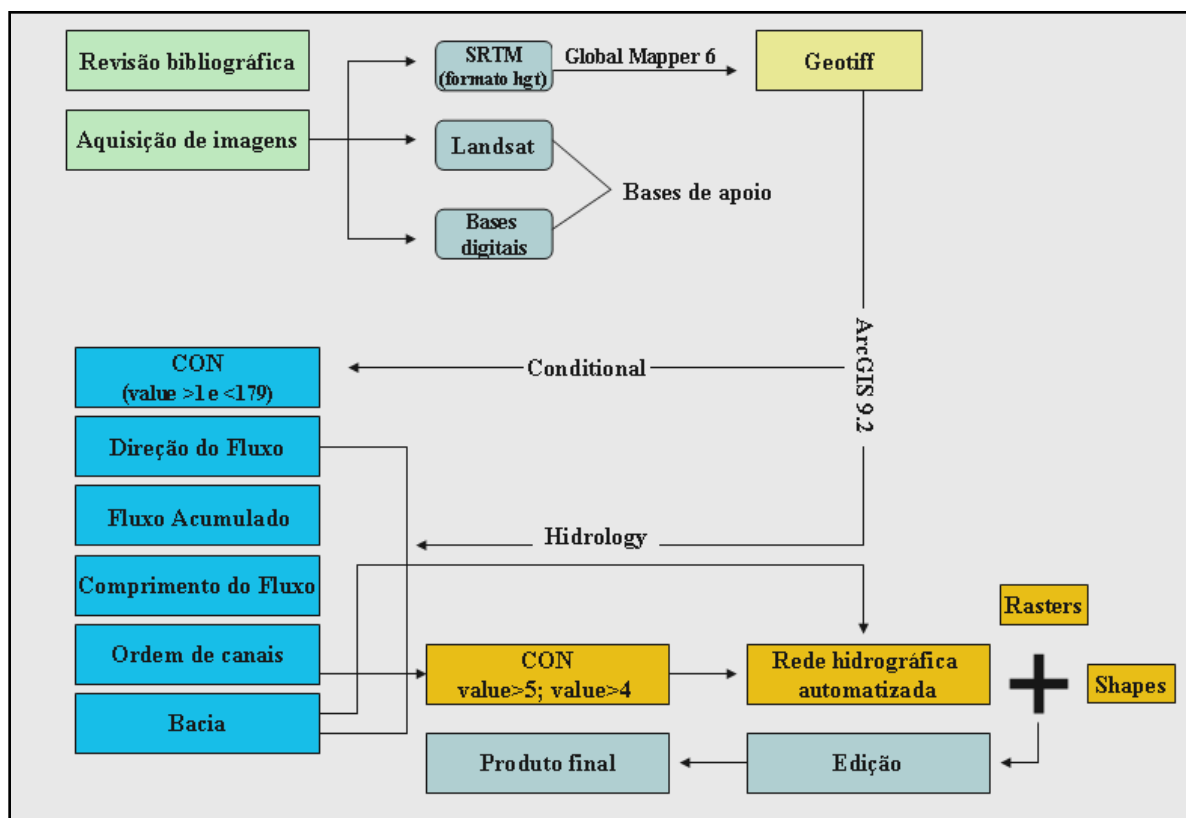 Revisão bibliográfica
SRTM
(formato hgt)
Global Mapper 6
Geotiff
Aquisição de imagens
Landsat
Bases de apoio
Bases
digitais
ArcGIS 9.2
CON
(value >1 e <179)
Conditional
Direção do Fluxo
Fluxo Acumulado
Hidrology
Comprimento do Fluxo
Rasters
Ordem de canais
CON
value>5; value>4
Rede hidrográfica
automatizada
Shapes
Bacia
Produto final
Edição